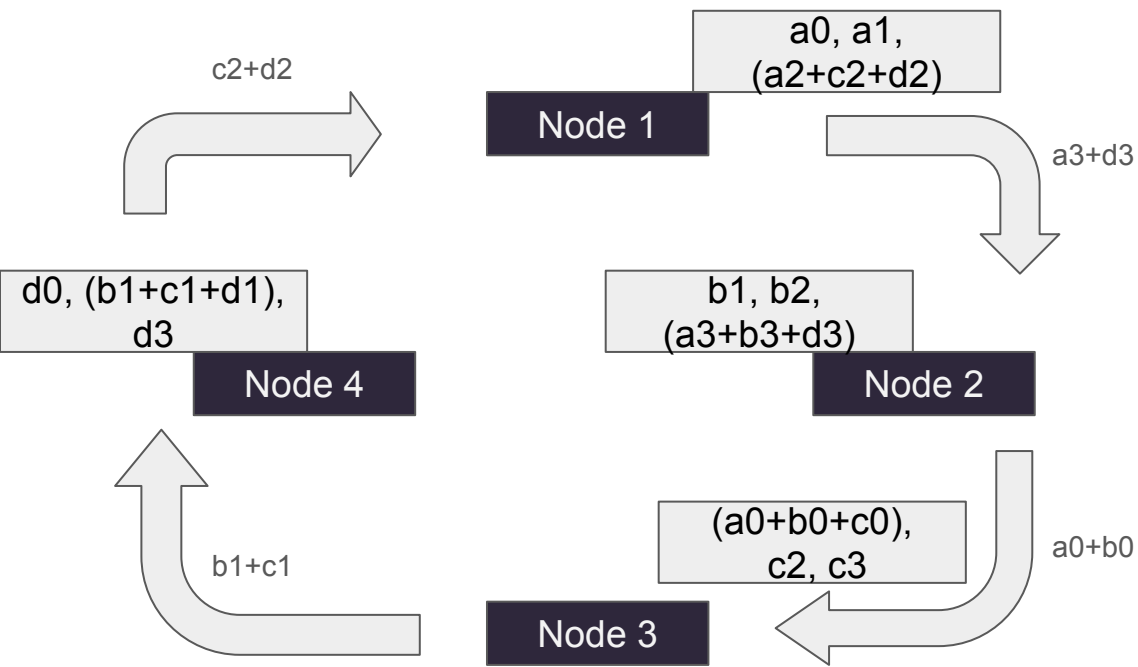 a0, a1,
(a2+c2+d2)
c2+d2
Node 1
a3+d3
d0, (b1+c1+d1),
d3
b1, b2,
(a3+b3+d3)
Node 4
Node 2
(a0+b0+c0),
c2, c3
a0+b0
b1+c1
Node 3